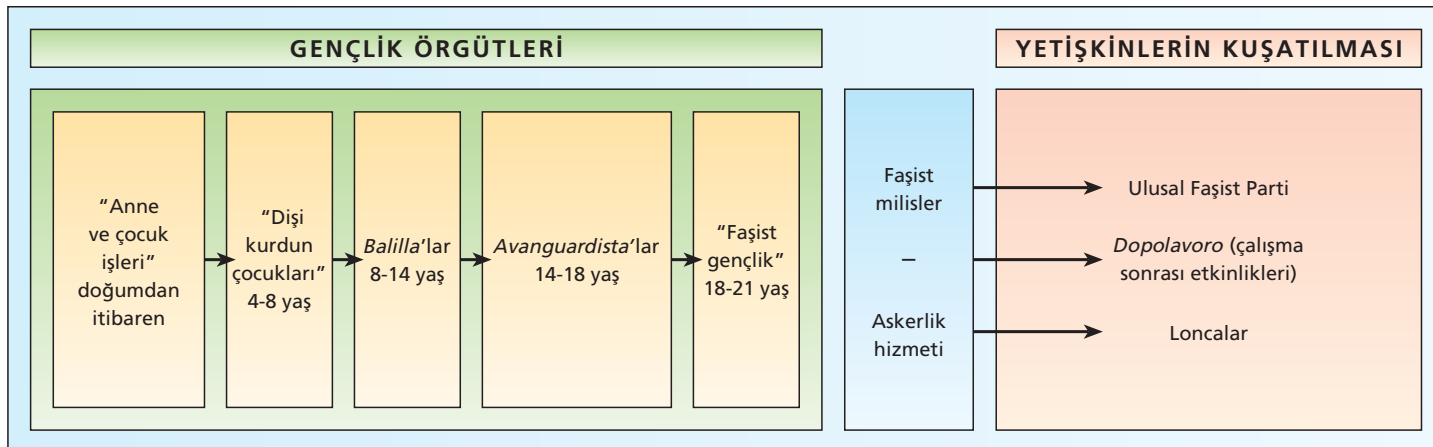 GENÇLİK ÖRGÜTLERİ
YETİŞKİNLERİN KUŞATILMASI
“Anne
ve çocuk
işleri”
doğumdan
itibaren
“Dişi
kurdun
çocukları”
4-8 yaş
Balilla’lar
8-14 yaş
Avanguardista’lar
14-18 yaş
“Faşist
gençlik”
18-21 yaş
Faşist
milisler
–
Askerlik
hizmeti
Ulusal Faşist Parti
Dopolavoro (çalışma
sonrası etkinlikleri)
Loncalar